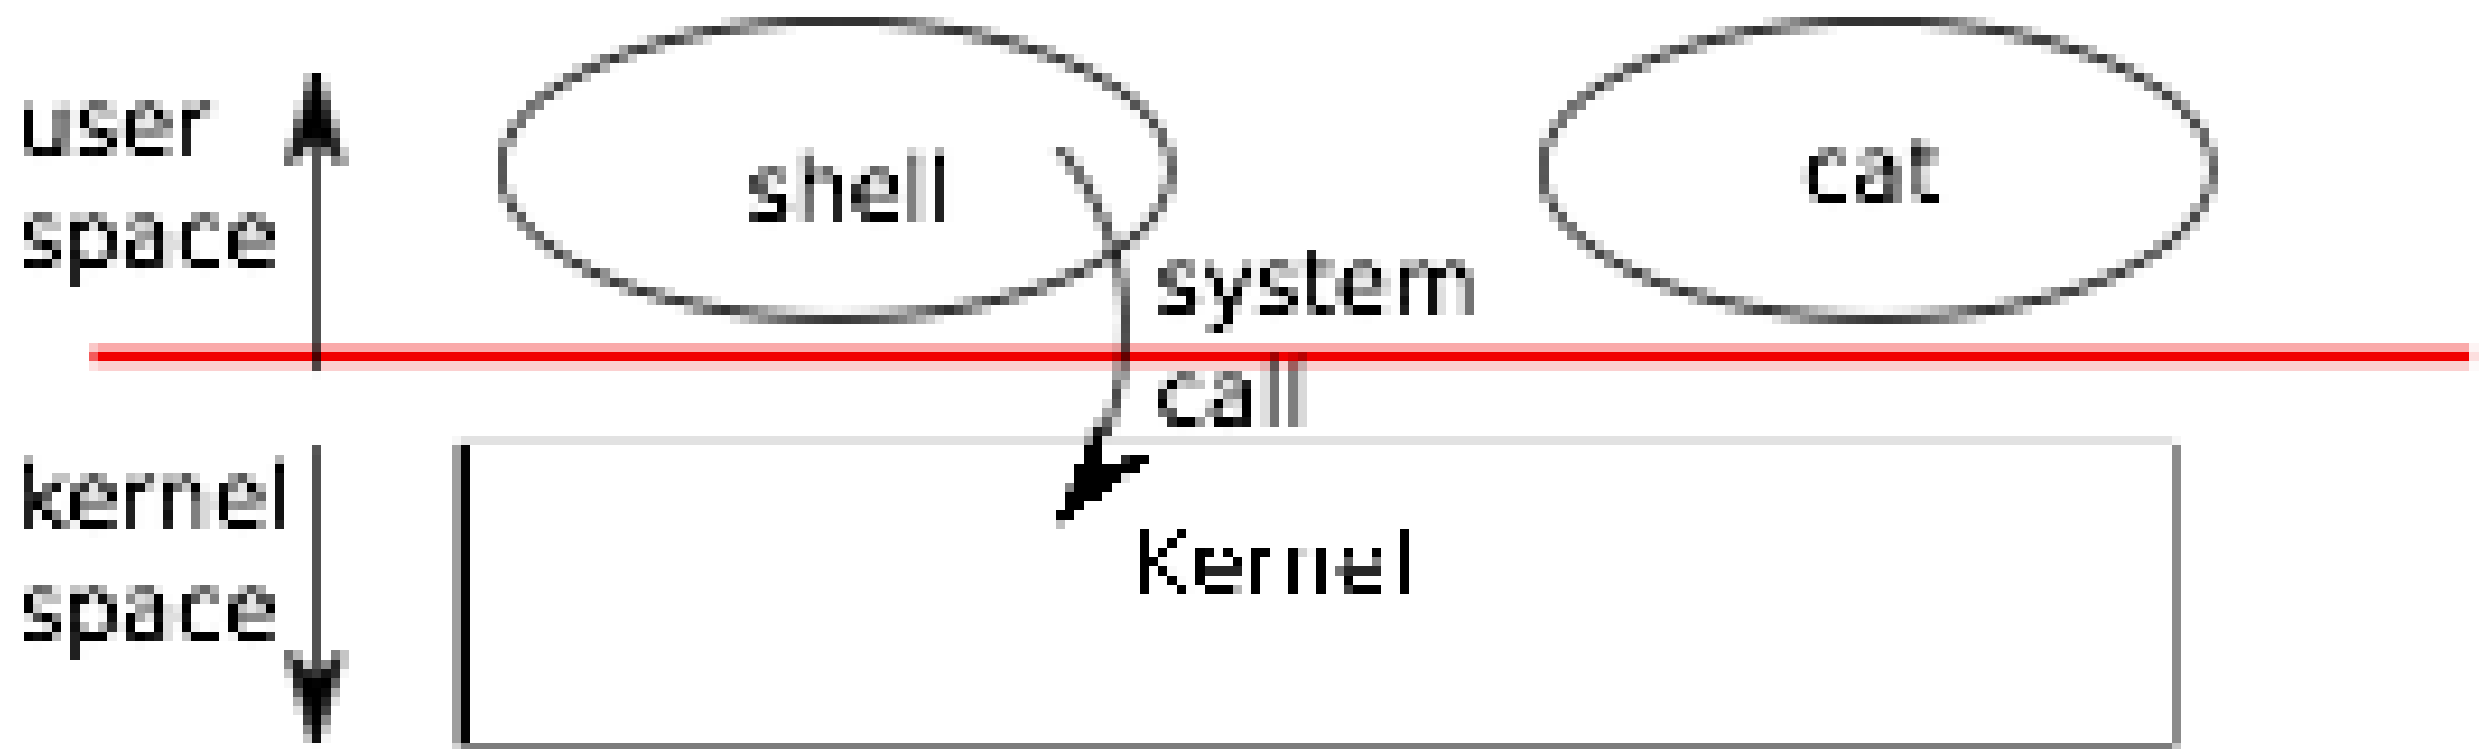 user
space
shell
cat
system
call
kernel
space
Kernel